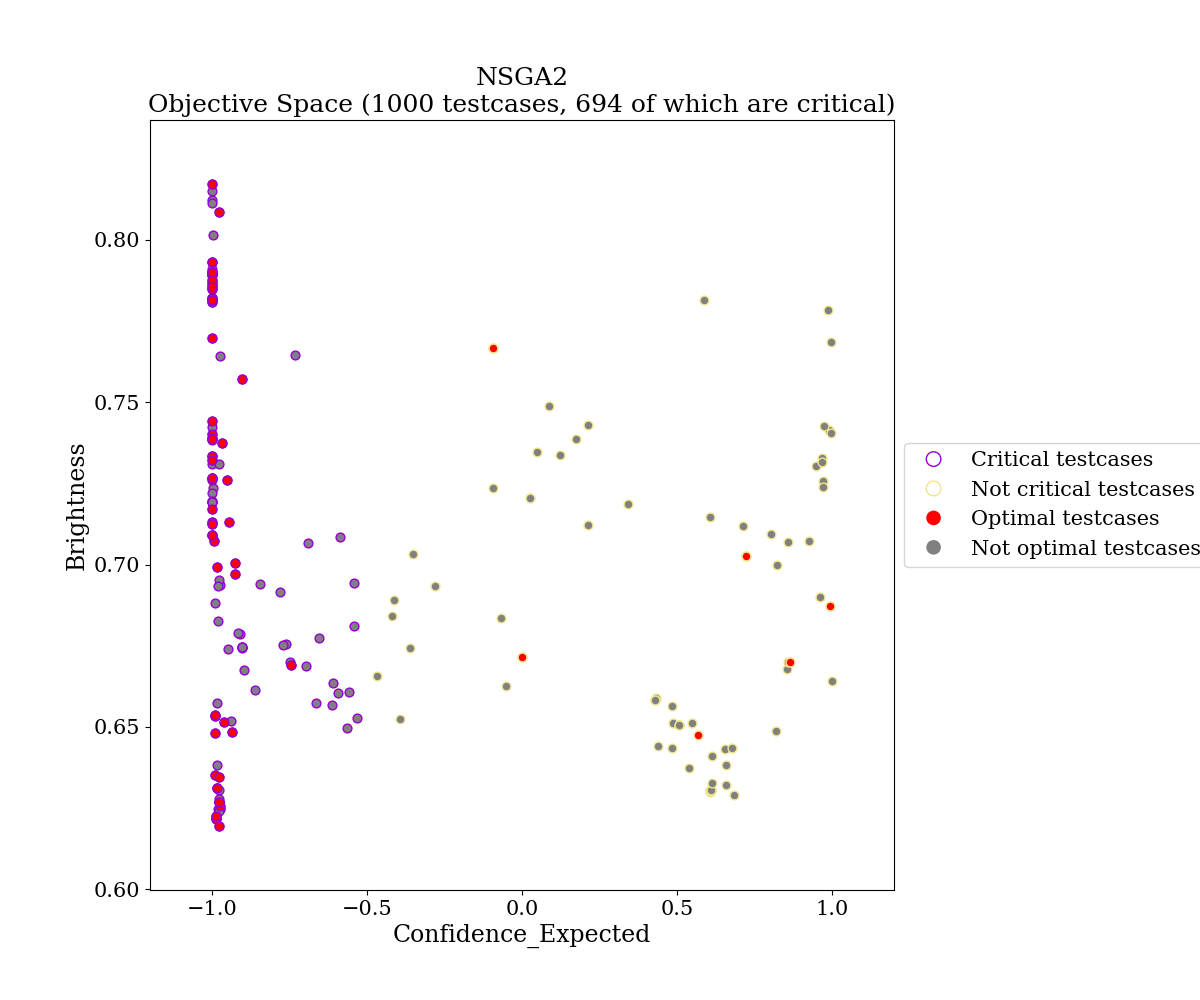 NSGA2
Objective Space (1000 testcases, 694 of which are critical)
0.80
0.75
0.70
0.65
0.60
Brightness
−1.0
−0.5
0.0
0.5
1.0
Confidence_Expected
Critical testcases
Not critical testcases
Optimal testcases
Not optimal testcases